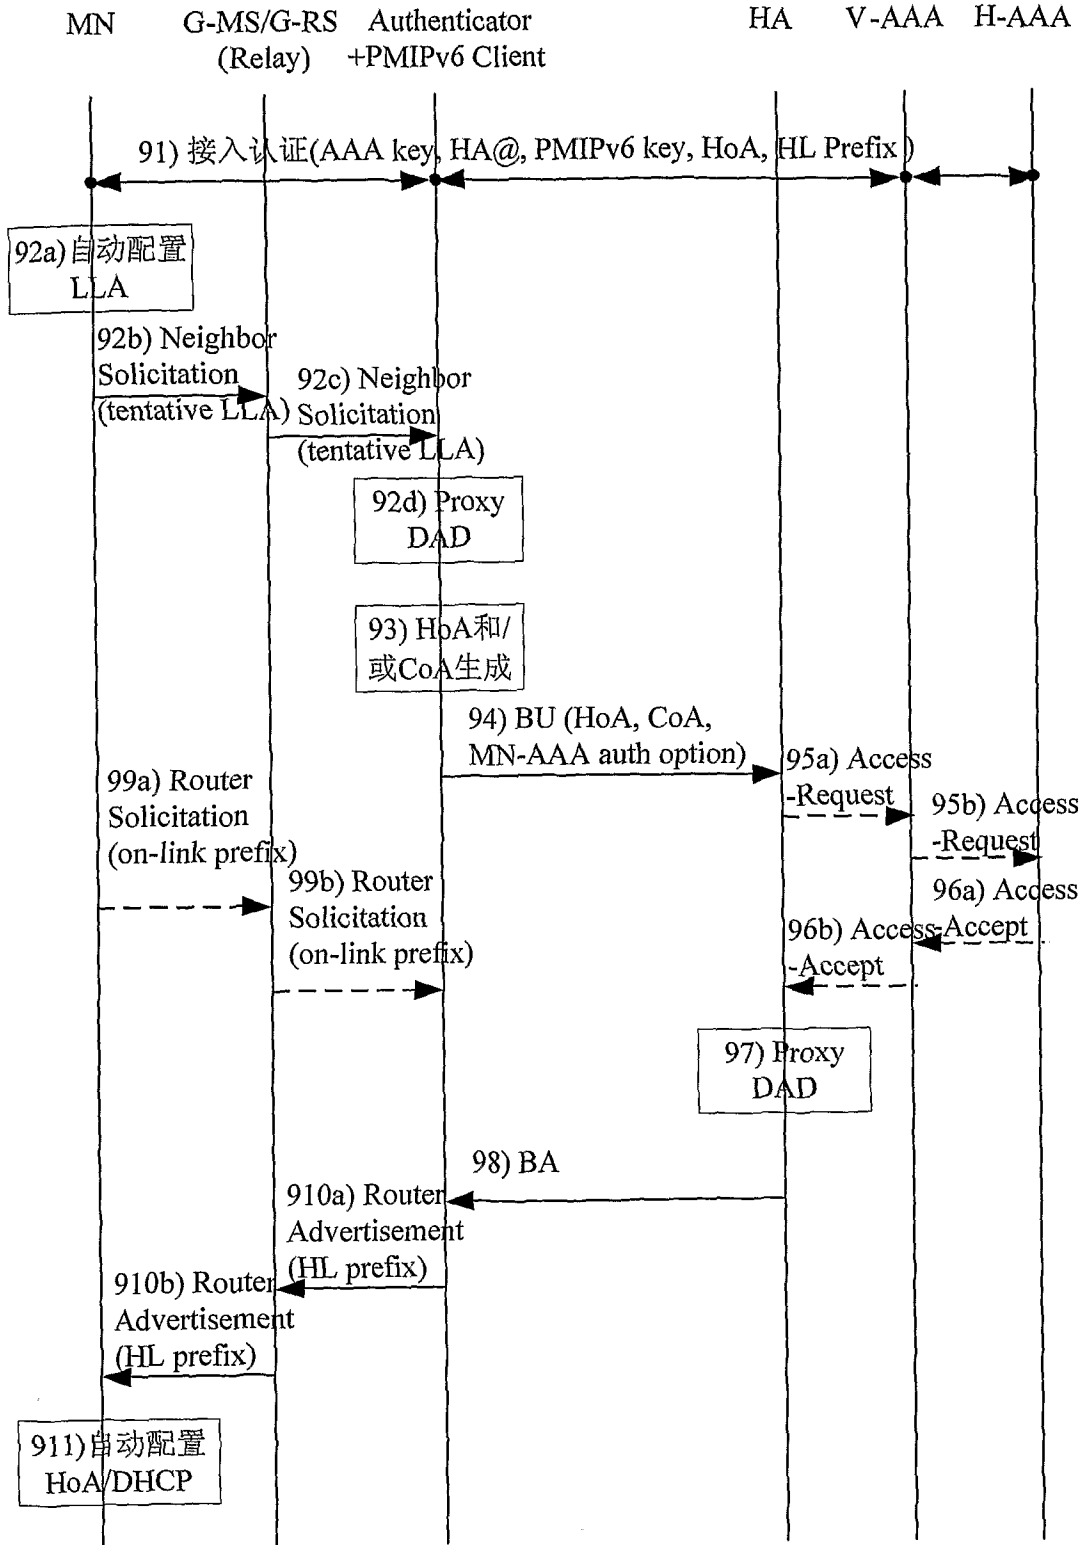 MN
G-MS/G-RS
(Relay)
Authenticator
+PMIPv6 Client
HA
V-AAA
H-AAA
91) 接入认证(AAA key, HA@, PMIPv6 key, HoA, HL Prefix )
92a)自动配置
LLA
92b) Neighbor
Solicitation
(tentative LLA)
92c) Neighbor
Solicitation
(tentative LLA)
92d) Proxy
DAD
93) HoA和/
或CoA生成
94) BU (HoA, CoA,
MN-AAA auth option)
95a) Access
-Request
95b) Access
-Request
96a) Access
-Accept
96b) Access
-Accept
99a) Router
Solicitation
(on-link prefix)
99b) Router
Solicitation
(on-link prefix)
97) Proxy
DAD
98) BA
910a) Router
Advertisement
(HL prefix)
910b) Router
Advertisement
(HL prefix)
911)自动配置
HoA/DHCP